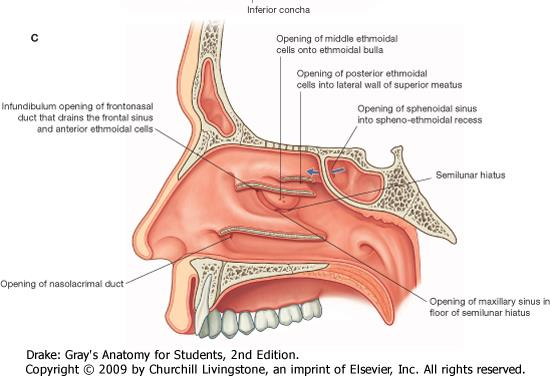 Inferior concha
C
Opening of middle ethmoidal
cells onto ethmoidal bulla
Opening of posterior ethmoidal
cells into lateral wall of superior meatus
Infundibulum opening of frontonasal
duct that drains the frontal sinus
and anterior ethmoidal cells
Opening of sphenoidal sinus
into spheno-ethmoidal recess
Semilunar hiatus
Opening of nasolacrimal duct
Opening of maxillary sinus in
floor of semilunar hiatus
Drake: Gray's Anatomy for Students, 2nd Edition.
Copyright © 2009 by Churchill Livingstone, an imprint of Elsevier, Inc. All rights reserved.